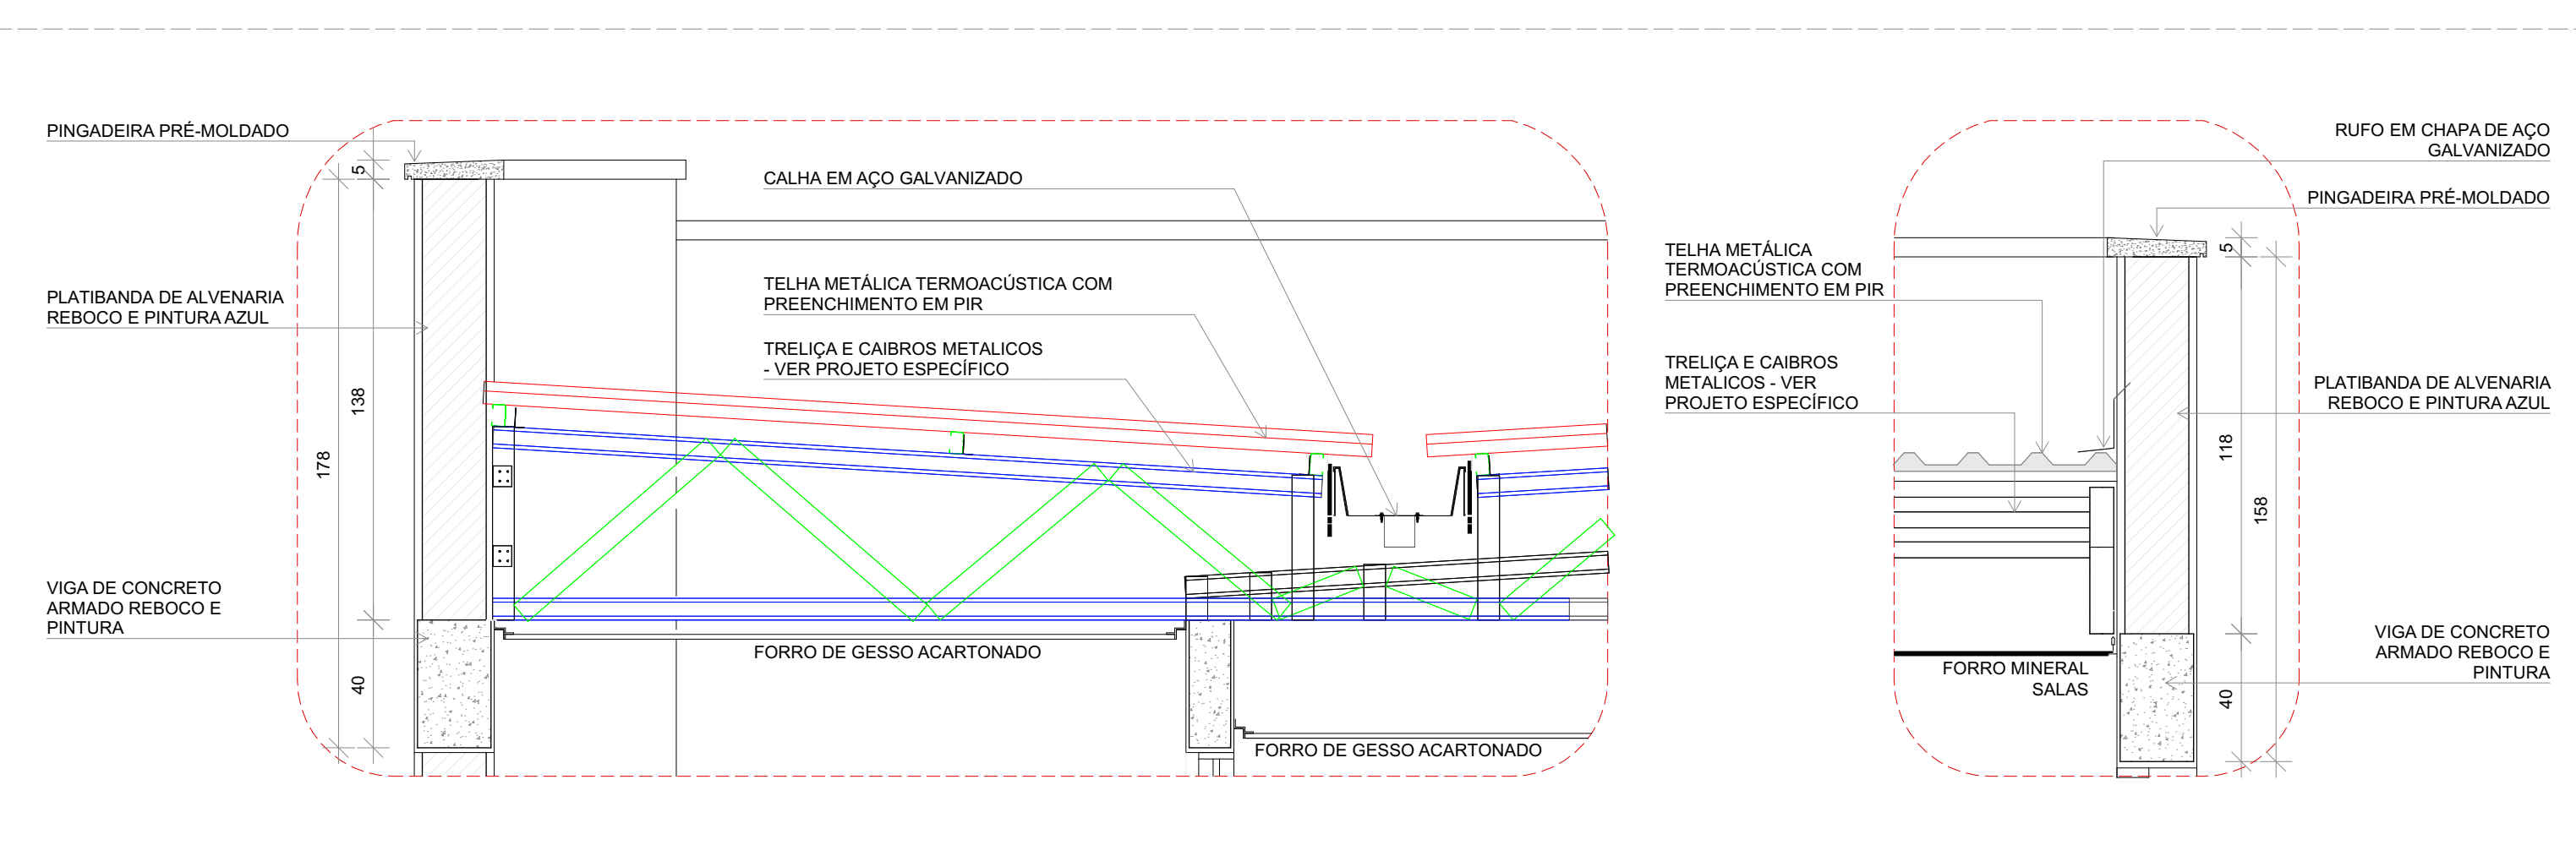 PINGADEIRA PRÉ-MOLDADO
5
CALHA EM AÇO GALVANIZADO
PLATIBANDA DE ALVENARIA
REBOCO E PINTURA AZUL
TELHA METÁLICA TERMOACÚSTICA COM
PREENCHIMENTO EM PIR
TRELIÇA E CAIBROS METALICOS
- VER PROJETO ESPECÍFICO
138
178
VIGA DE CONCRETO
ARMADO REBOCO E
PINTURA
40
FORRO DE GESSO ACARTONADO
FORRO DE GESSO ACARTONADO
RUFO EM CHAPA DE AÇO
GALVANIZADO
PINGADEIRA PRÉ-MOLDADO
5
TELHA METÁLICA
TERMOACÚSTICA COM
PREENCHIMENTO EM PIR
TRELIÇA E CAIBROS
METALICOS - VER
PROJETO ESPECÍFICO
PLATIBANDA DE ALVENARIA
REBOCO E PINTURA AZUL
118
158
VIGA DE CONCRETO
ARMADO REBOCO E
PINTURA
FORRO MINERAL
SALAS
40